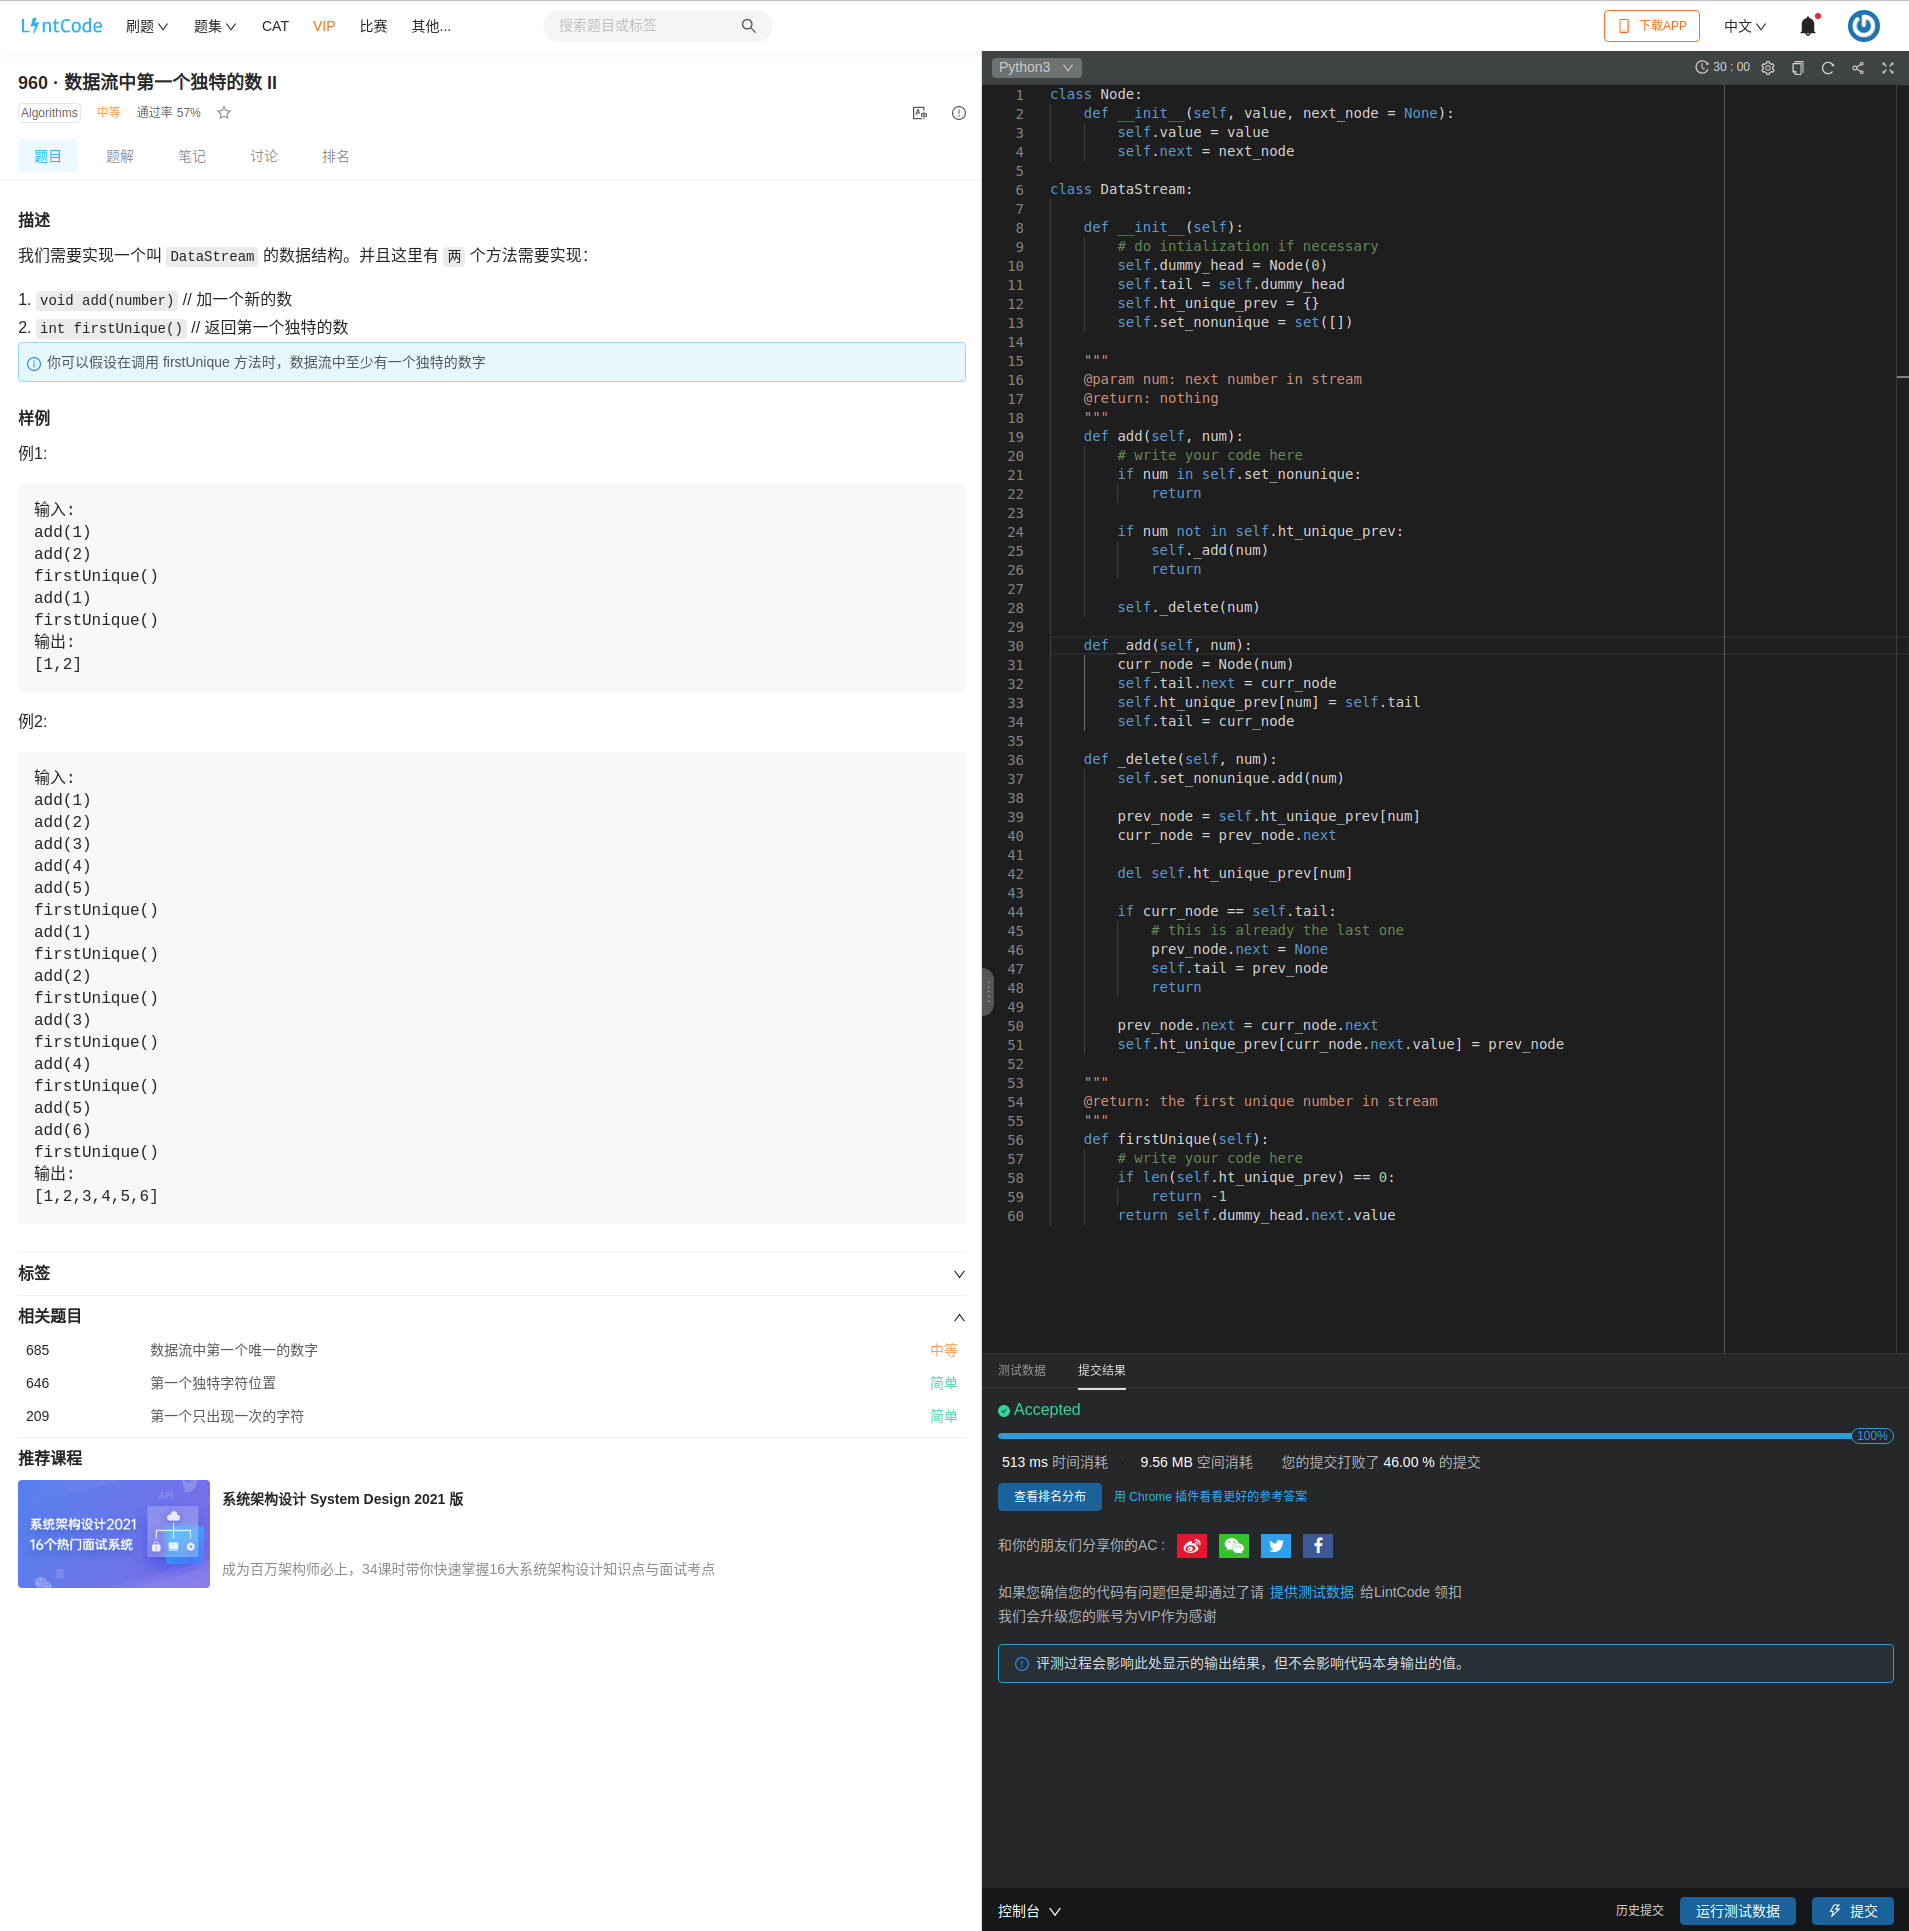 LintCode 刷题 题集 CAT VIP 比赛 其他... 搜索题目或标签 下载APP 中文
960 · 数据流中第一个独特的数 II
Algorithms 中等 通过率 57%
题目 题解 笔记 讨论 排名
描述
我们需要实现一个叫 DataStream 的数据结构。并且这里有 两 个方法需要实现：
1. void add(number) // 加一个新的数
2. int firstUnique() // 返回第一个独特的数
你可以假设在调用 firstUnique 方法时，数据流中至少有一个独特的数字
样例
例1:
输入:
add(1)
add(2)
firstUnique()
add(1)
firstUnique()
输出:
[1,2]
例2:
输入:
add(1)
add(2)
add(3)
add(4)
add(5)
firstUnique()
add(1)
firstUnique()
add(2)
firstUnique()
add(3)
firstUnique()
add(4)
firstUnique()
add(5)
add(6)
firstUnique()
输出:
[1,2,3,4,5,6]
标签
相关题目
685 数据流中第一个唯一的数字 中等
646 第一个独特字符位置 简单
209 第一个只出现一次的字符 简单
推荐课程
API
系统架构设计2021
16个热门面试系统
系统架构设计 System Design 2021 版
成为百万架构师必上，34课时带你快速掌握16大系统架构设计知识点与面试考点
Python3 30 : 00
1 class Node:
2     def __init__(self, value, next_node = None):
3         self.value = value
4         self.next = next_node
5
6 class DataStream:
7
8     def __init__(self):
9         # do intialization if necessary
10         self.dummy_head = Node(0)
11         self.tail = self.dummy_head
12         self.ht_unique_prev = {}
13         self.set_nonunique = set([])
14
15     """
16     @param num: next number in stream
17     @return: nothing
18     """
19     def add(self, num):
20         # write your code here
21         if num in self.set_nonunique:
22             return
23
24         if num not in self.ht_unique_prev:
25             self._add(num)
26             return
27
28         self._delete(num)
29
30     def _add(self, num):
31         curr_node = Node(num)
32         self.tail.next = curr_node
33         self.ht_unique_prev[num] = self.tail
34         self.tail = curr_node
35
36     def _delete(self, num):
37         self.set_nonunique.add(num)
38
39         prev_node = self.ht_unique_prev[num]
40         curr_node = prev_node.next
41
42         del self.ht_unique_prev[num]
43
44         if curr_node == self.tail:
45             # this is already the last one
46             prev_node.next = None
47             self.tail = prev_node
48             return
49
50         prev_node.next = curr_node.next
51         self.ht_unique_prev[curr_node.next.value] = prev_node
52
53     """
54     @return: the first unique number in stream
55     """
56     def firstUnique(self):
57         # write your code here
58         if len(self.ht_unique_prev) == 0:
59             return -1
60         return self.dummy_head.next.value
测试数据 提交结果
Accepted
100%
513 ms 时间消耗 · 9.56 MB 空间消耗 · 您的提交打败了 46.00 % 的提交
查看排名分布 用 Chrome 插件看看更好的参考答案
和你的朋友们分享你的AC :
如果您确信您的代码有问题但是却通过了请 提供测试数据 给LintCode 领扣
我们会升级您的账号为VIP作为感谢
评测过程会影响此处显示的输出结果，但不会影响代码本身输出的值。
控制台 历史提交 运行测试数据 提交